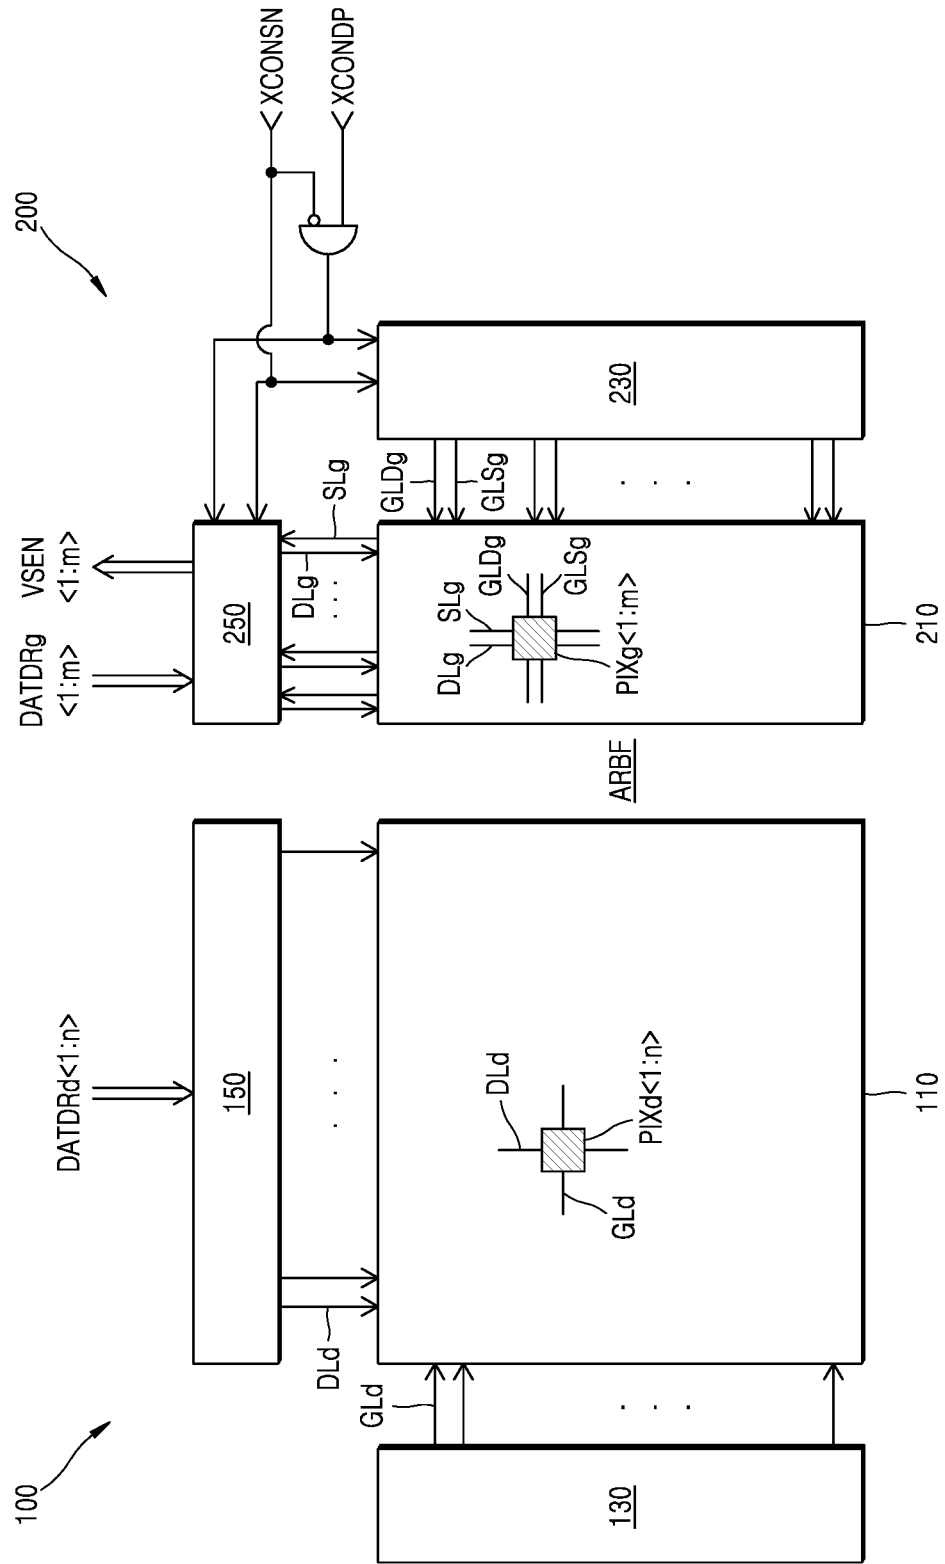 100
200
DATDRd<1:n>
DATDRg
<1:m>
VSEN
<1:m>
XCONSN
XCONDP
150
250
DLd
DLg
SLg
GLd
GLDg
GLSg
130
DLd
GLd
PIXd<1:n>
ARBF
DLg
SLg
GLDg
GLSg
PIXg<1:m>
230
110
210